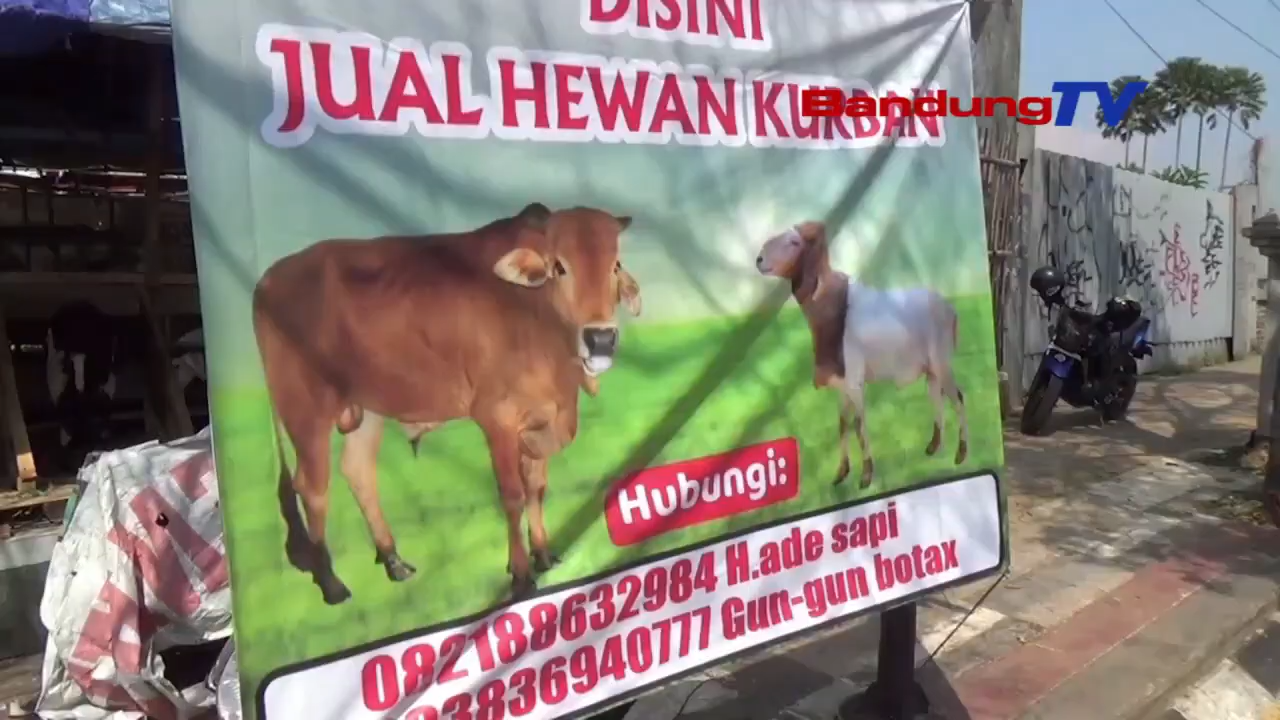 DISINI
JUAL HEWAN KURBAN
BandungTV
Hubungi:
082188632984 H.ade sapi
Gun-gun botax